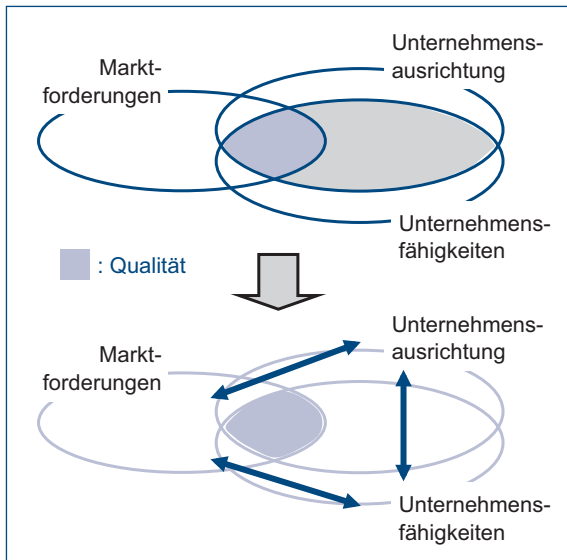 Unternehmens-
ausrichtung
Markt-
forderungen
Unternehmens-
fähigkeiten
: Qualität
Unternehmens-
ausrichtung
Markt-
forderungen
Unternehmens-
fähigkeiten